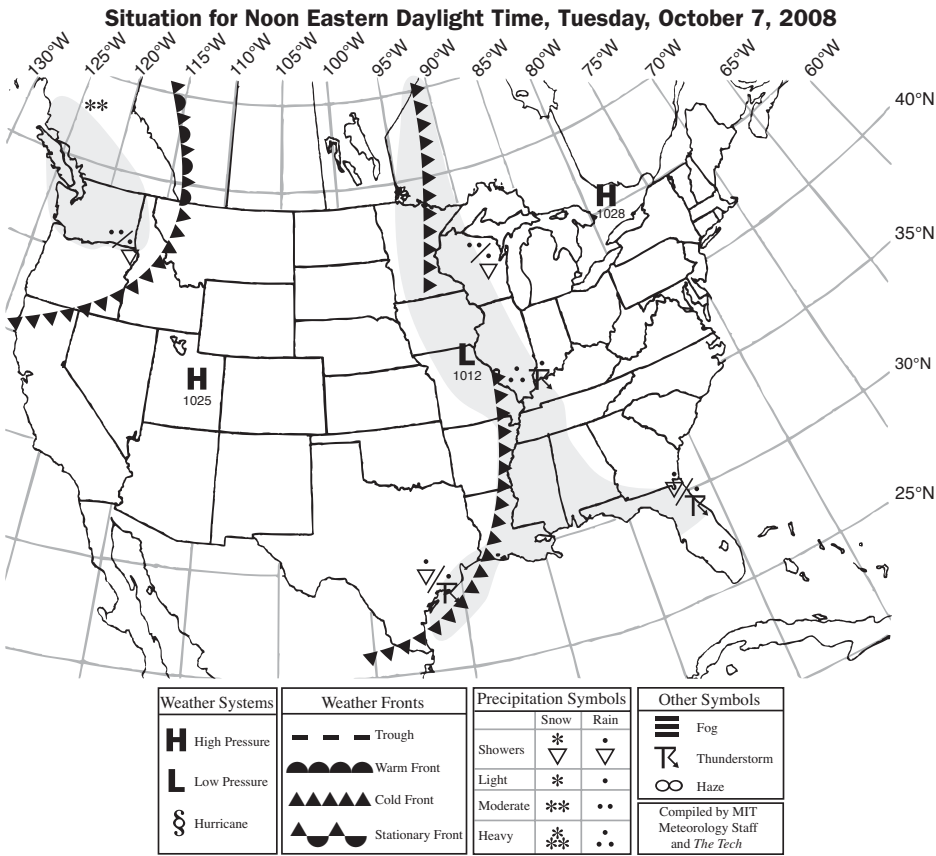 Situation for Noon Eastern Daylight Time, Tuesday, October 7, 2008
130°W 125°W 120°W 115°W 110°W 105°W 100°W 95°W 90°W 85°W 80°W 75°W 70°W 65°W 60°W
40°N
35°N
30°N
25°N
H
1028
L
1012
H
1025
Weather Systems
H High Pressure
L Low Pressure
§ Hurricane
Weather Fronts
Trough
Warm Front
Cold Front
Stationary Front
Precipitation Symbols
Snow Rain
Showers
Light
Moderate
Heavy
Other Symbols
Fog
Thunderstorm
Haze
Compiled by MIT
Meteorology Staff
and The Tech